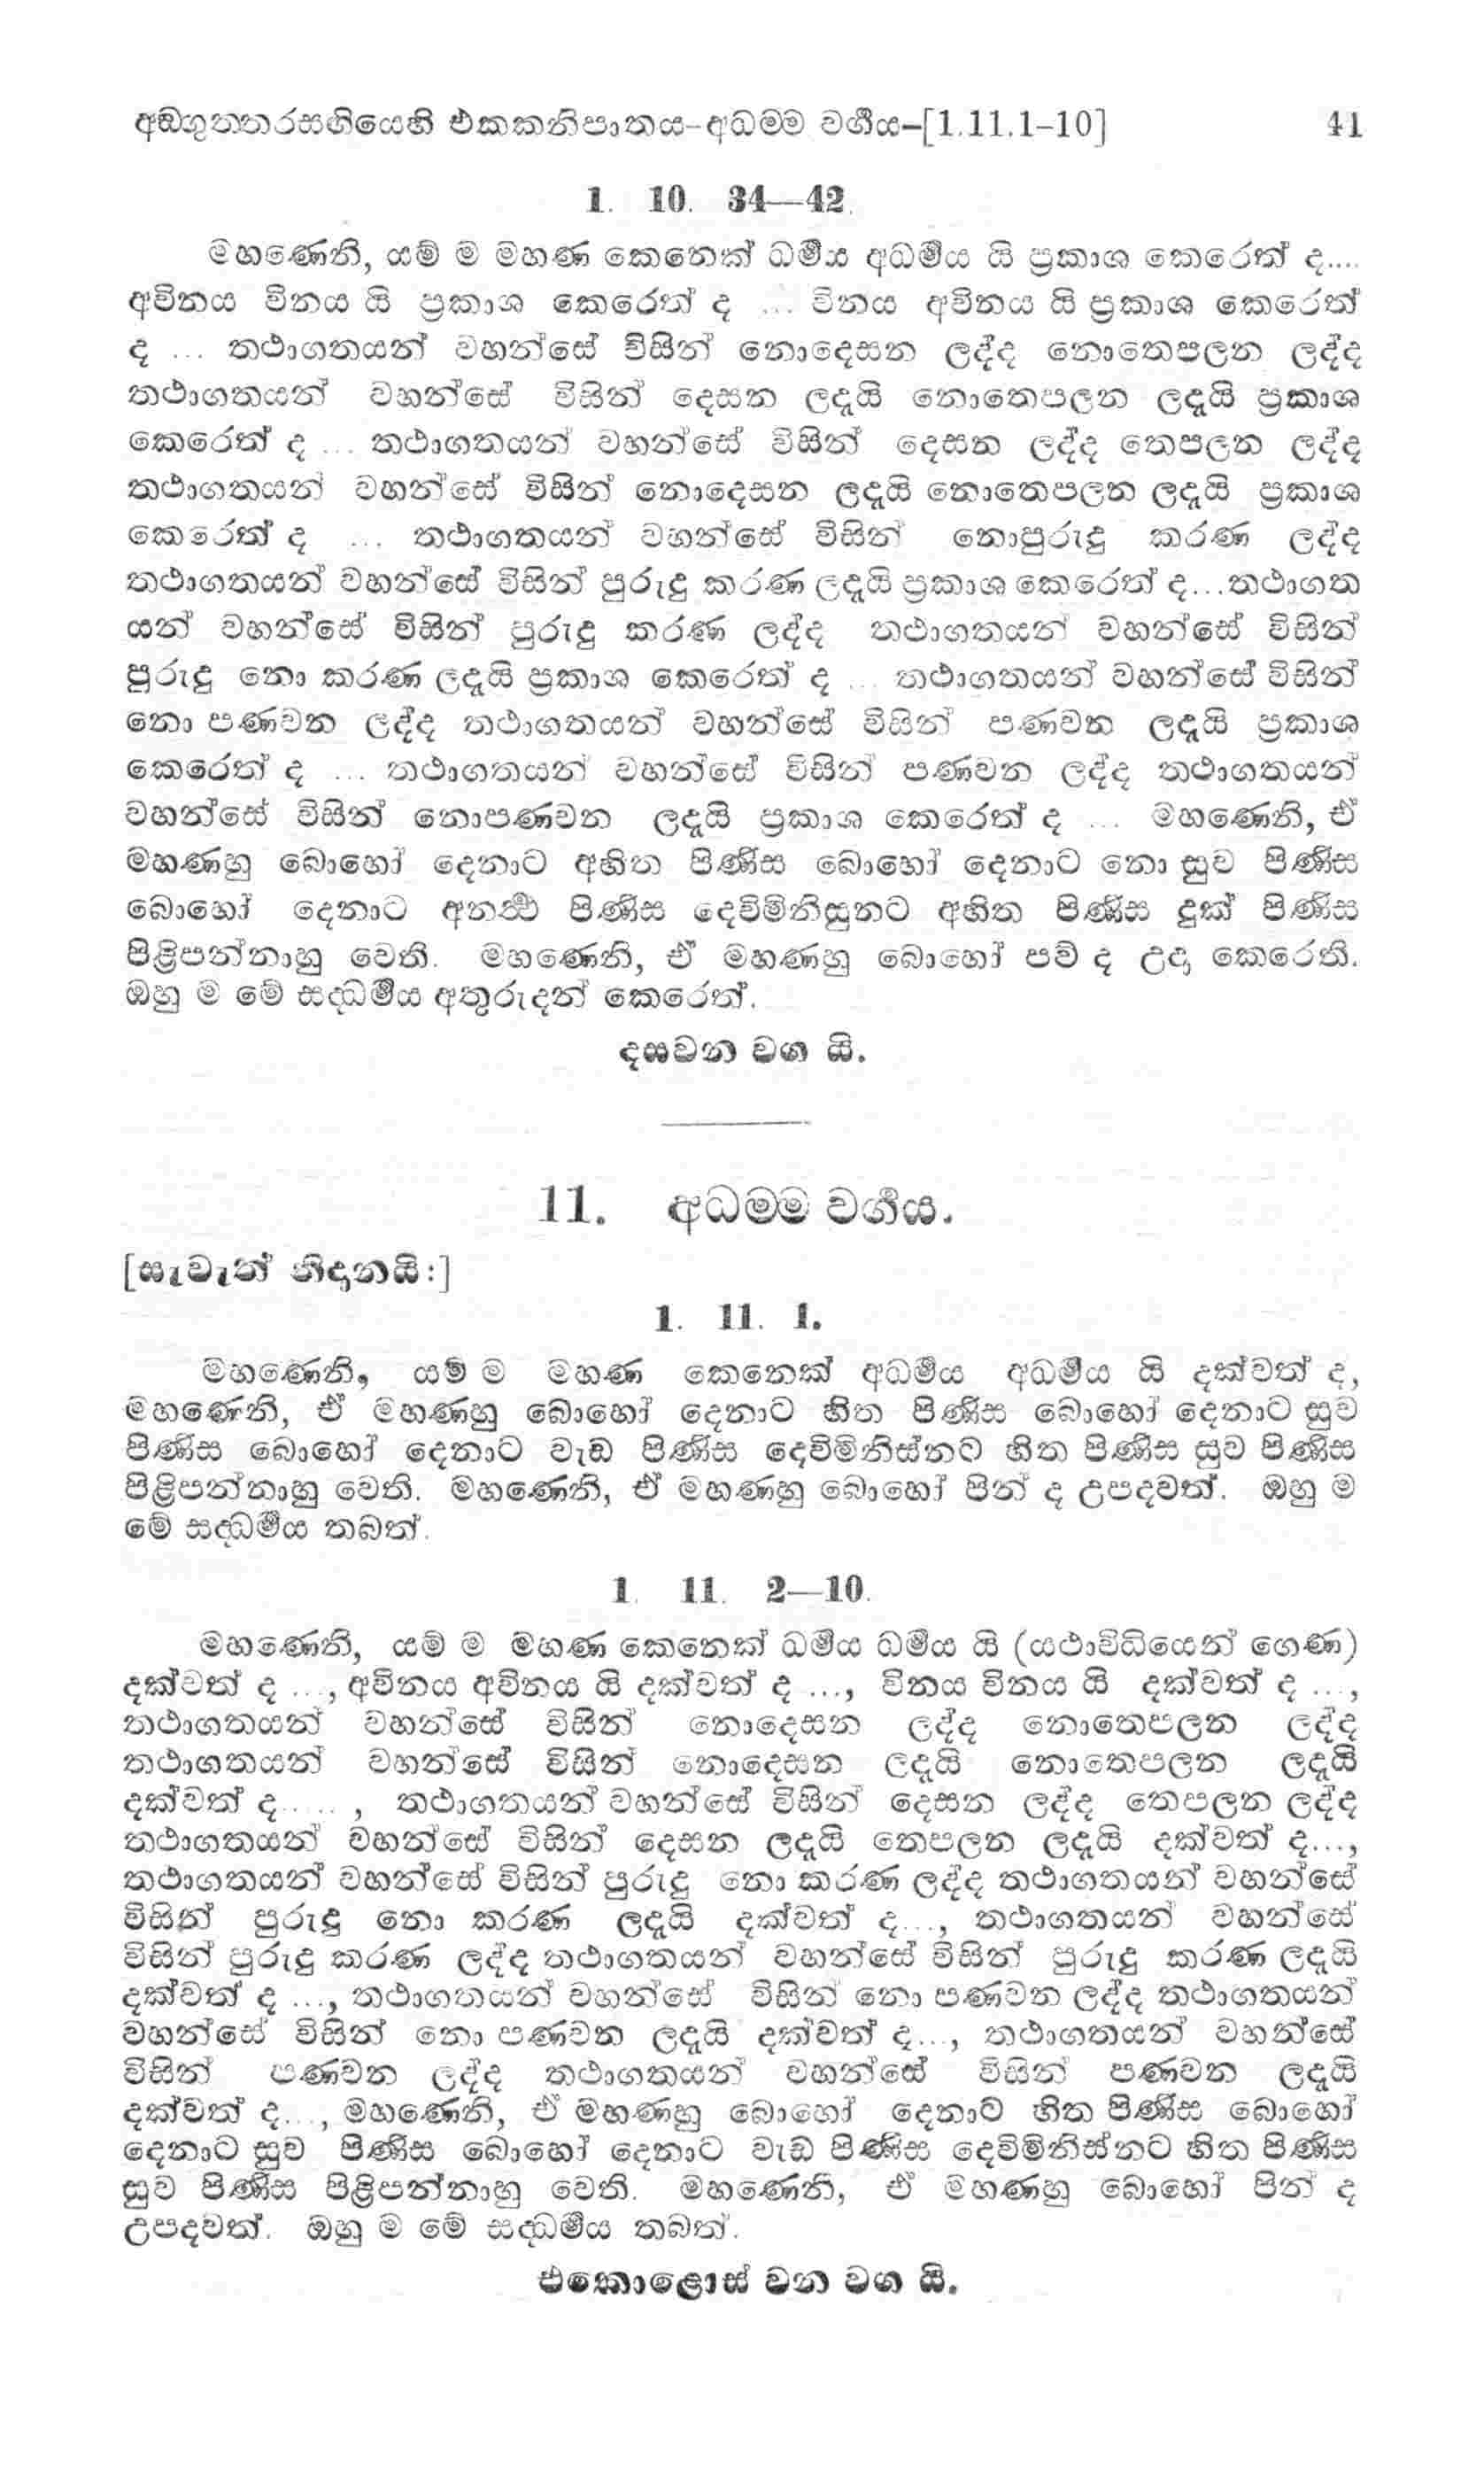 අඞ්ගුත්තරසඟියෙහි එකකනිපාතය-අධම්ම වර්‍ගය-[1.11.1-10] 41
1. 10. 34—42.
මහණෙනි, යම් ම මහණ කෙනෙක් ධර්‍මය අධර්‍මය යි ප්‍රකාශ කෙරෙත් ද....
අවිනය විනය යි ප්‍රකාශ කෙරෙත් ද ... විනය අවිනය යි ප්‍රකාශ කෙරෙත්
ද ... තථාගතයන් වහන්සේ විසින් නොදෙසන ලද්ද නොතෙපලන ලද්ද
තථාගතයන් වහන්සේ විසින් දෙසන ලදැයි නොතෙපලන ලදැයි ප්‍රකාශ
කෙරෙත් ද ... තථාගතයන් වහන්සේ විසින් දෙසන ලද්ද තෙපලන ලද්ද
තථාගතයන් වහන්සේ විසින් නොදෙසන ලදැයි නොතෙපලන ලදැයි ප්‍රකාශ
කෙරෙත් ද ... තථාගතයන් වහන්සේ විසින් නොපුරුදු කරණ ලද්ද
තථාගතයන් වහන්සේ විසින් පුරුදු කරණ ලදැයි ප්‍රකාශ කෙරෙත් ද...තථාගත
යන් වහන්සේ විසින් පුරුදු කරණ ලද්ද තථාගතයන් වහන්සේ විසින්
පුරුදු නො කරණ ලදැයි ප්‍රකාශ කෙරෙත් ද ... තථාගතයන් වහන්සේ විසින්
නො පණවන ලද්ද තථාගතයන් වහන්සේ විසින් පණවන ලදැයි ප්‍රකාශ
කෙරෙත් ද ... තථාගතයන් වහන්සේ විසින් පණවන ලද්ද තථාගතයන්
වහන්සේ විසින් නොපණවන ලදැයි ප්‍රකාශ කෙරෙත් ද ... මහණෙනි, ඒ
මහණහු බොහෝ දෙනාට අහිත පිණිස බොහෝ දෙනාට නො සුව පිණිස
බොහෝ දෙනාට අනර්‍ත්‍ථ පිණිස දෙව්මිනිසුනට අහිත පිණිස දුක් පිණිස
පිළිපන්නාහු වෙති. මහණෙනි, ඒ මහණහු බොහෝ පව් ද උදා කෙරෙති.
ඔහු ම මේ සද්ධර්‍මය අතුරුදන් කෙරෙත්.
දසවන වග යි.
11. අධම්ම වර්‍ගය.
[සැවැත් නිදානයි:]
1. 11. 1.
මහණෙනි, යම් ම මහණ කෙනෙක් අධර්‍මය අධර්‍මය යි දක්වත් ද,
මහණෙනි, ඒ මහණහු බොහෝ දෙනාට හිත පිණිස බොහෝ දෙනාට සුව
පිණිස බොහෝ දෙනාට වැඩ පිණිස දෙව්මිනිස්නට හිත පිණිස සුව පිණිස
පිළිපන්නාහු වෙති. මහණෙනි, ඒ මහණහු බොහෝ පින් ද උපදවත්. ඔහු ම
මේ සද්ධර්‍මය තබත්.
1. 11. 2—10.
මහණෙනි, යම් ම මහණ කෙනෙක් ධර්‍මය ධර්‍මය යි (යථාවිධියෙන් ගෙණ)
දක්වත් ද ..., අවිනය අවිනය යි දක්වත් ද ..., විනය විනය යි දක්වත් ද ...,
තථාගතයන් වහන්සේ විසින් නොදෙසන ලද්ද නොතෙපලන ලද්ද
තථාගතයන් වහන්සේ විසින් නොදෙසන ලදැයි නොතෙපලන ලදැයි
දක්වත් ද..... , තථාගතයන් වහන්සේ විසින් දෙසන ලද්ද තෙපලන ලද්ද
තථාගතයන් වහන්සේ විසින් දෙසන ලදැයි තෙපලන ලදැයි දක්වත් ද...,
තථාගතයන් වහන්සේ විසින් පුරුදු නො කරණ ලද්ද තථාගතයන් වහන්සේ
විසින් පුරුදු නො කරණ ලදැයි දක්වත් ද..., තථාගතයන් වහන්සේ
විසින් පුරුදු කරණ ලද්ද තථාගතයන් වහන්සේ විසින් පුරුදු කරණ ලදැයි
දක්වත් ද ..., තථාගතයන් වහන්සේ විසින් නො පණවන ලද්ද තථාගතයන්
වහන්සේ විසින් නො පණවන ලදැයි දක්වත් ද..., තථාගතයන් වහන්සේ
විසින් පණවන ලද්ද තථාගතයන් වහන්සේ විසින් පණවන ලදැයි
දක්වත් ද..., මහණෙනි, ඒ මහණහු බොහෝ දෙනාට හිත පිණිස බොහෝ
දෙනාට සුව පිණිස බොහෝ දෙනාට වැඩ පිණිස දෙව්මිනිස්නට හිත පිණිස
සුව පිණිස පිළිපන්නාහු වෙති. මහණෙනි, ඒ මහණහු බොහෝ පින් ද
උපදවත්. ඔහු ම මේ සද්ධර්‍මය තබත්.
එකොළොස් වන වග යි.